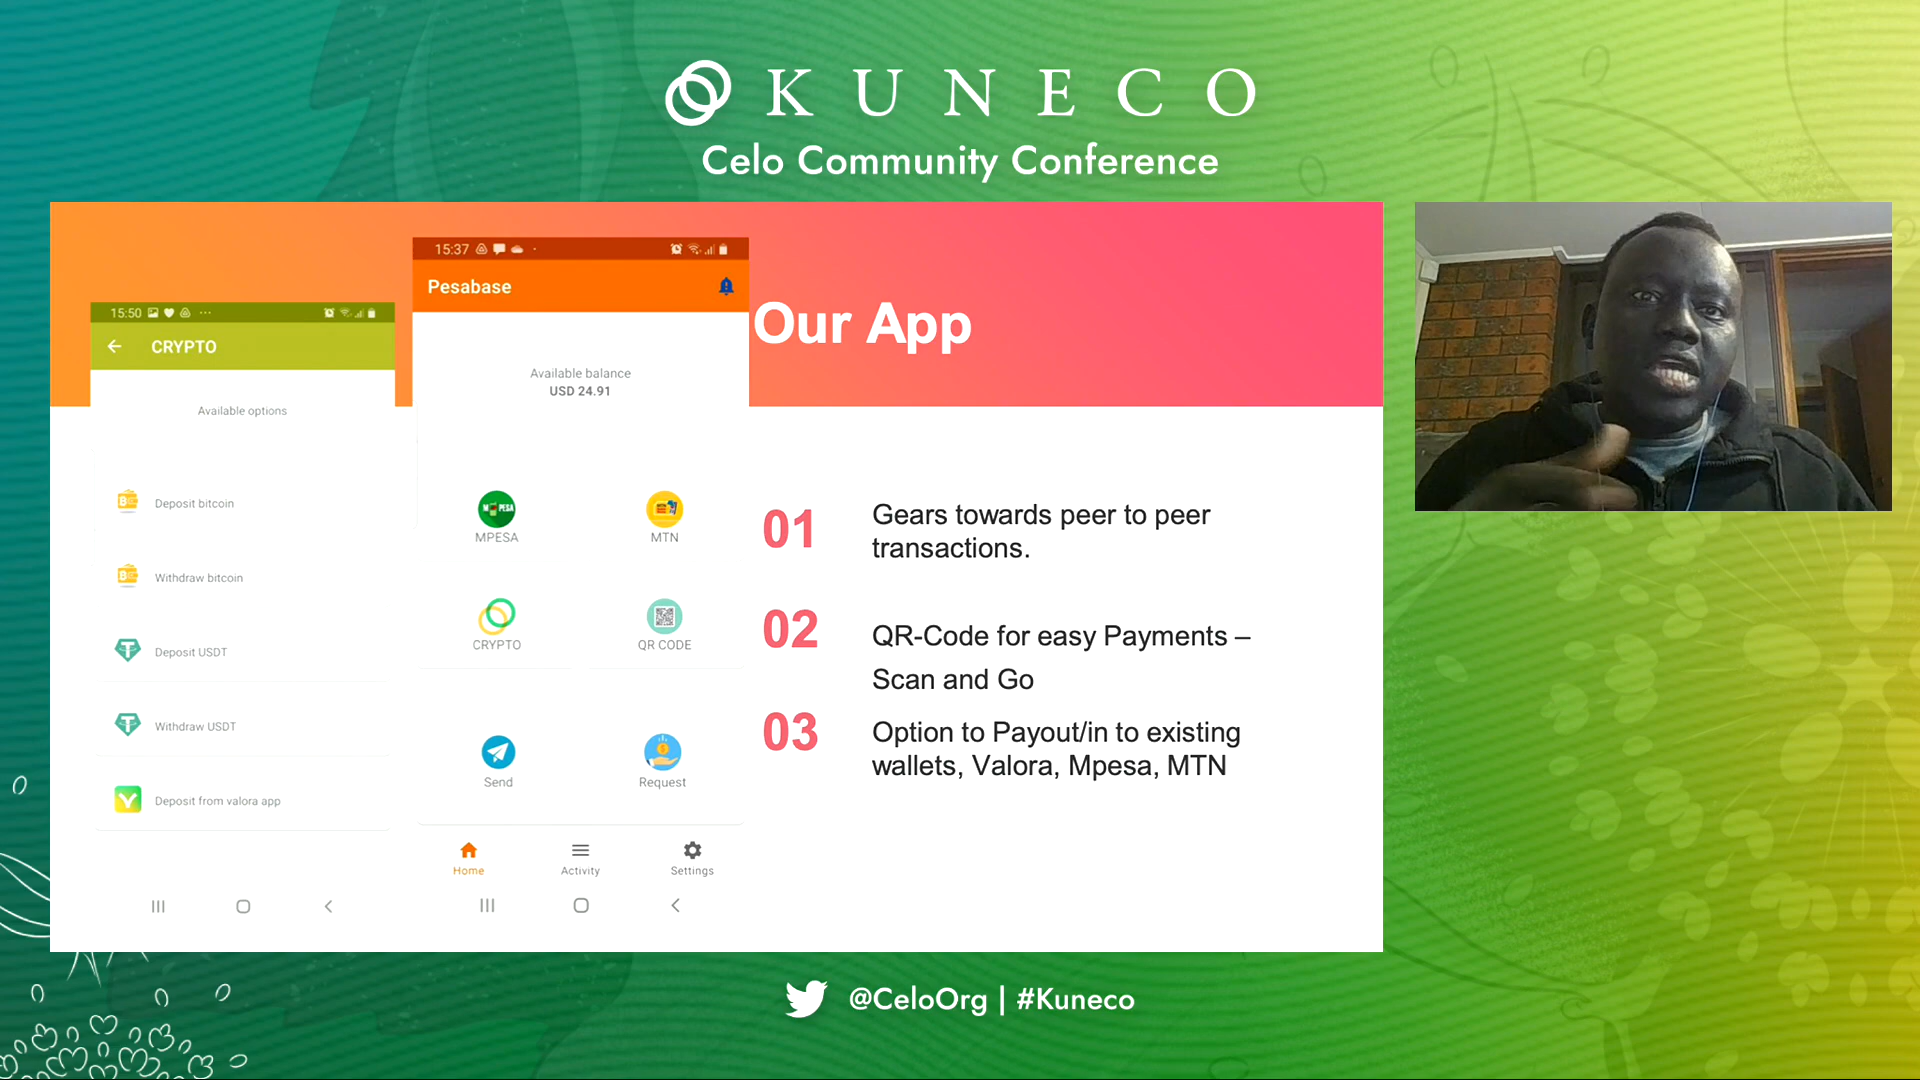 KUNECO
Celo Community Conference
15:50
CRYPTO
Available options
Deposit bitcoin
Withdraw bitcoin
Deposit USDT
Withdraw USDT
Deposit from valora app
15:37
Pesabase
Available balance
USD 24.91
M PESA
MPESA
MTN
CRYPTO
QR CODE
Send
Request
Home
Activity
Settings
Our App
01
Gears towards peer to peer
transactions.
02
QR-Code for easy Payments –
Scan and Go
03
Option to Payout/in to existing
wallets, Valora, Mpesa, MTN
@CeloOrg | #Kuneco